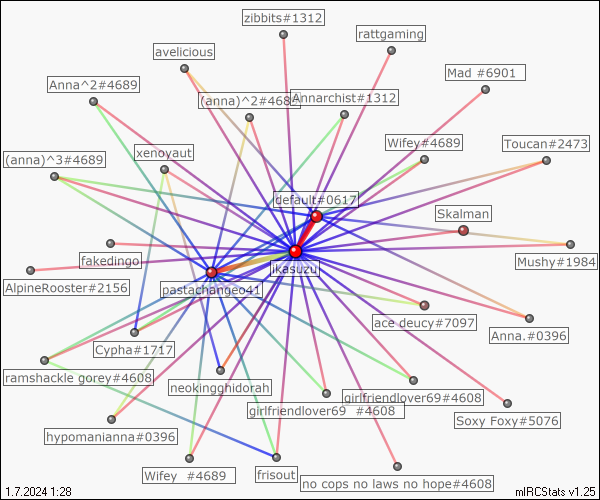 zibbits#1312
rattgaming
avelicious
Mad #6901
Anna^2#4689
(anna)^2#4689
Annarchist#1312
Wifey#4689
Toucan#2473
(anna)^3#4689
xenoyaut
default#0617
Skalman
fakedingo
Mushy#1984
ikasuzu
AlpineRooster#2156
pastachangeo41
ace deucy#7097
Anna.#0396
Cypha#1717
ramshackle gorey#4608
neokingghidorah
girlfriendlover69#4608
girlfriendlover69 #4608
Soxy Foxy#5076
hypomanianna#0396
Wifey #4689
frisout
no cops no laws no hope#4608
1.7.2024 1:28
mIRCStats v1.25